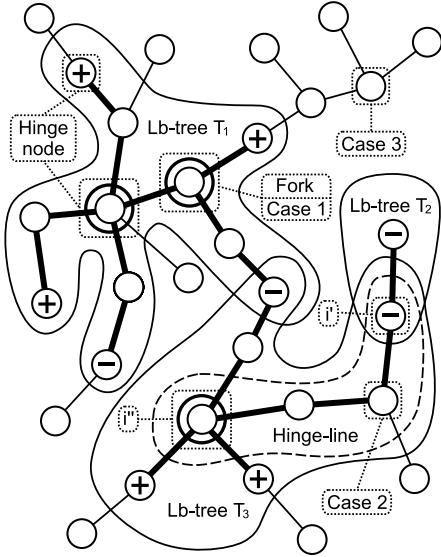 +
Lb-tree T1
+
Hinge
node
Case 3
Fork
Case 1
Lb-tree T2
−
+
−
−
i'
−
i"
Hinge-line
+
+
Case 2
Lb-tree T3